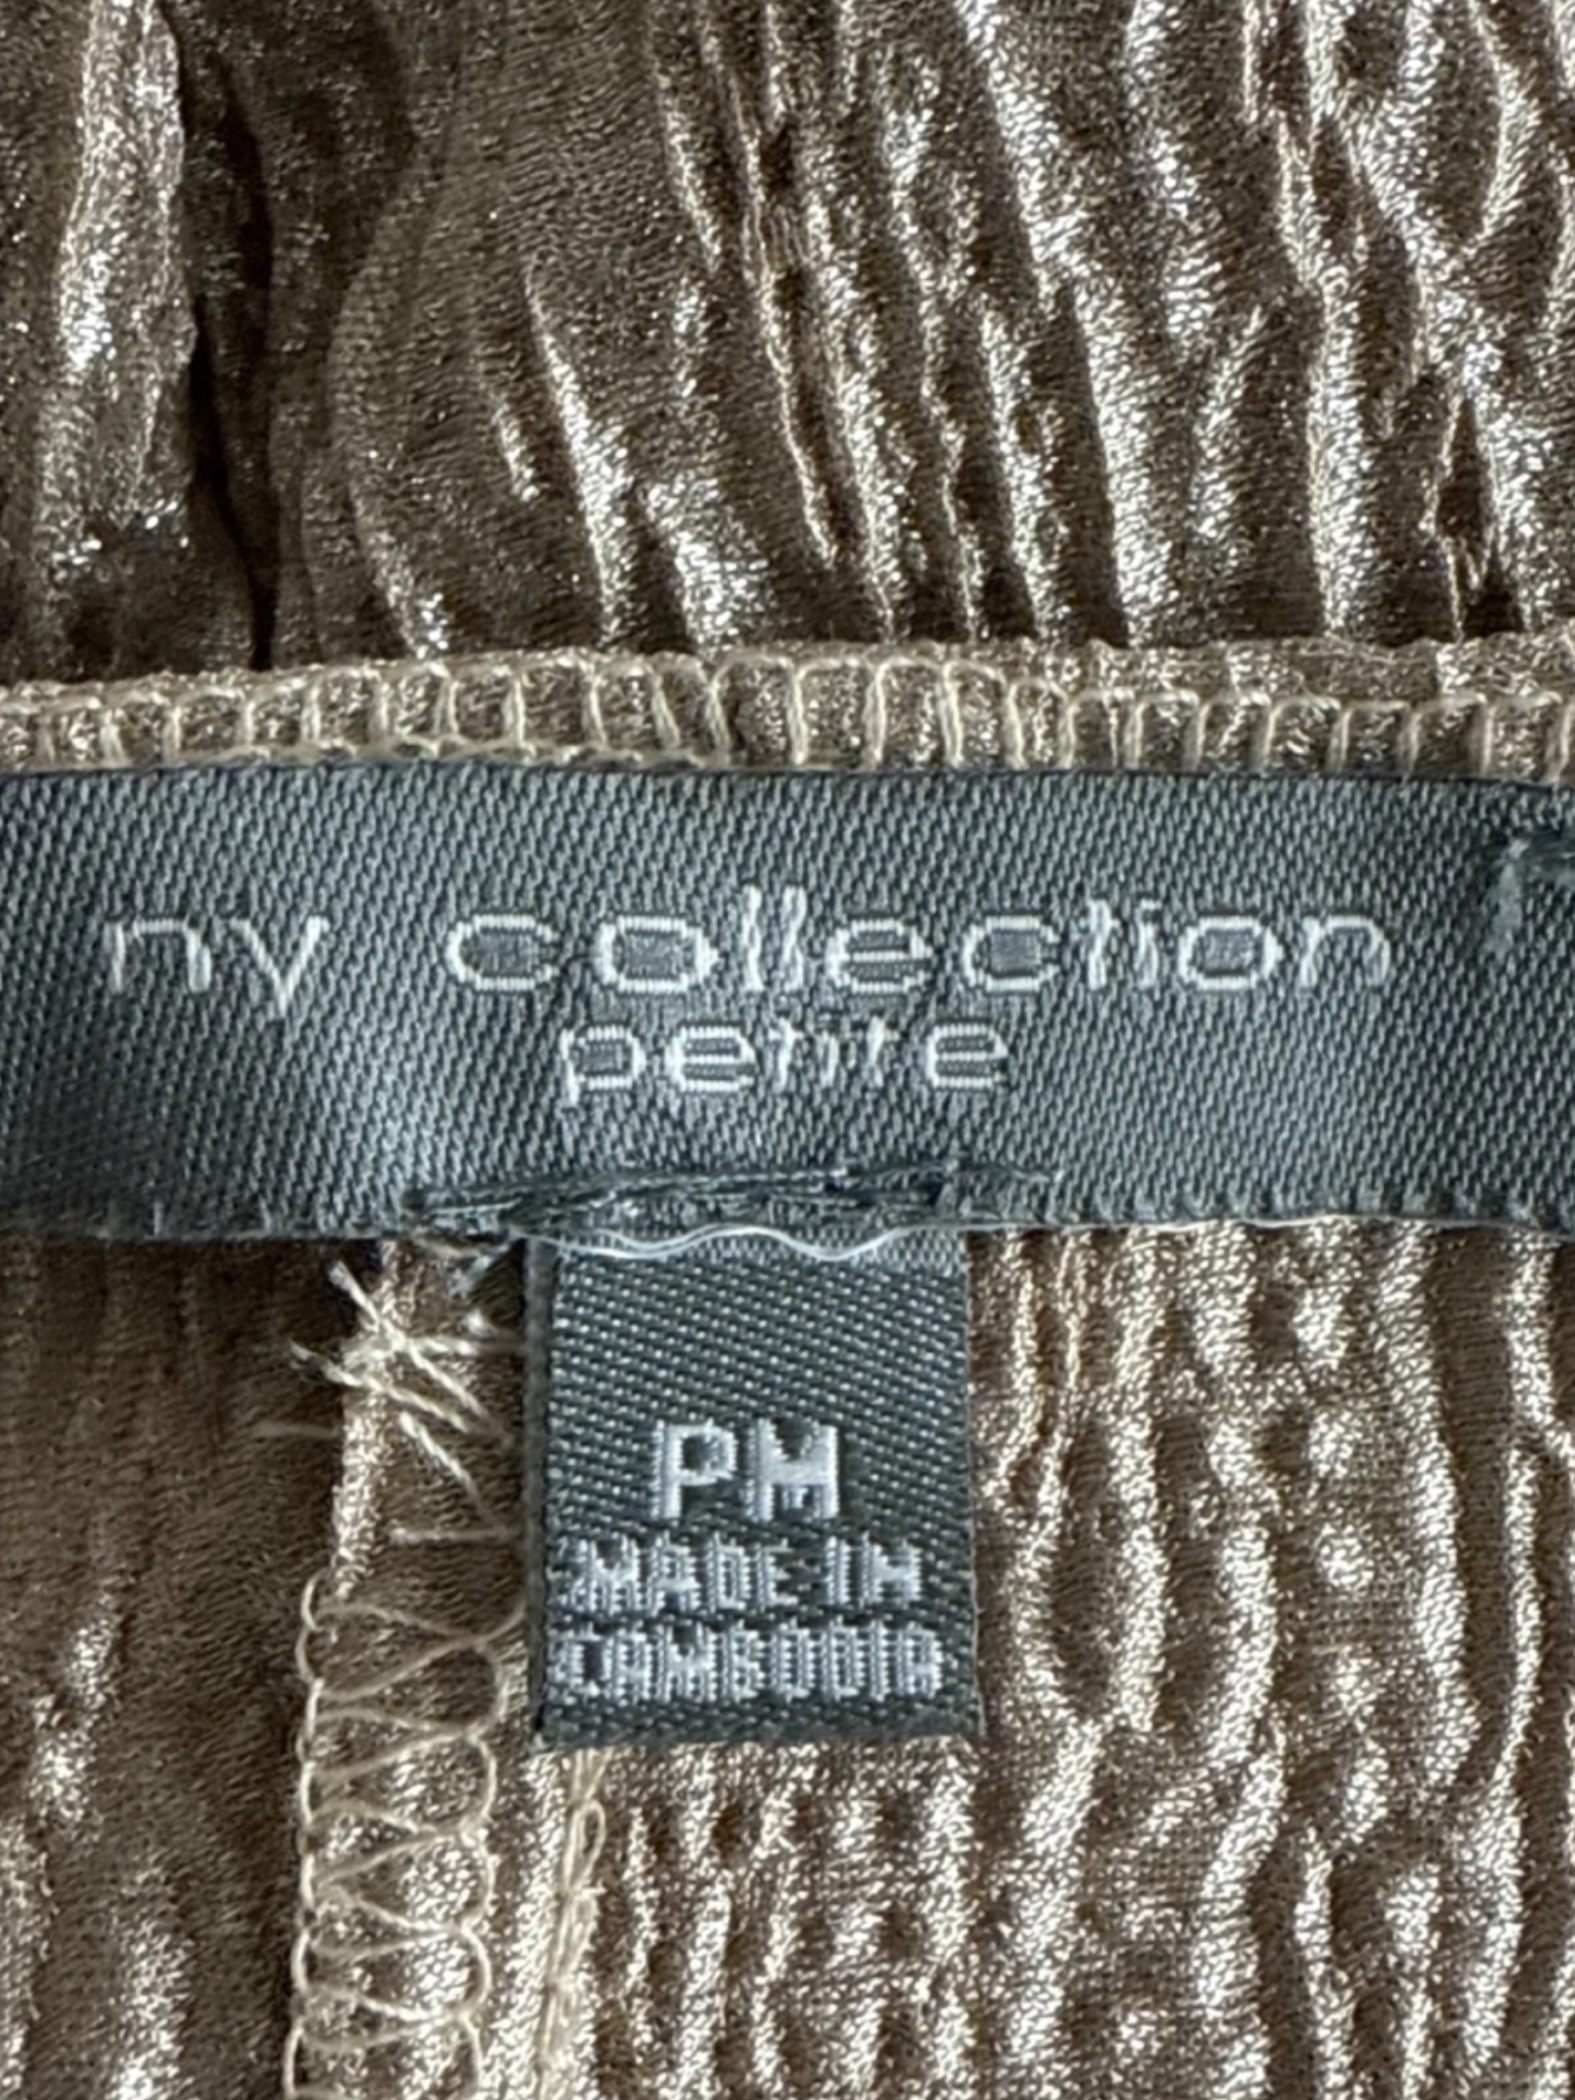 ny collection
petite
PM
MADE IN
CAMBODIA